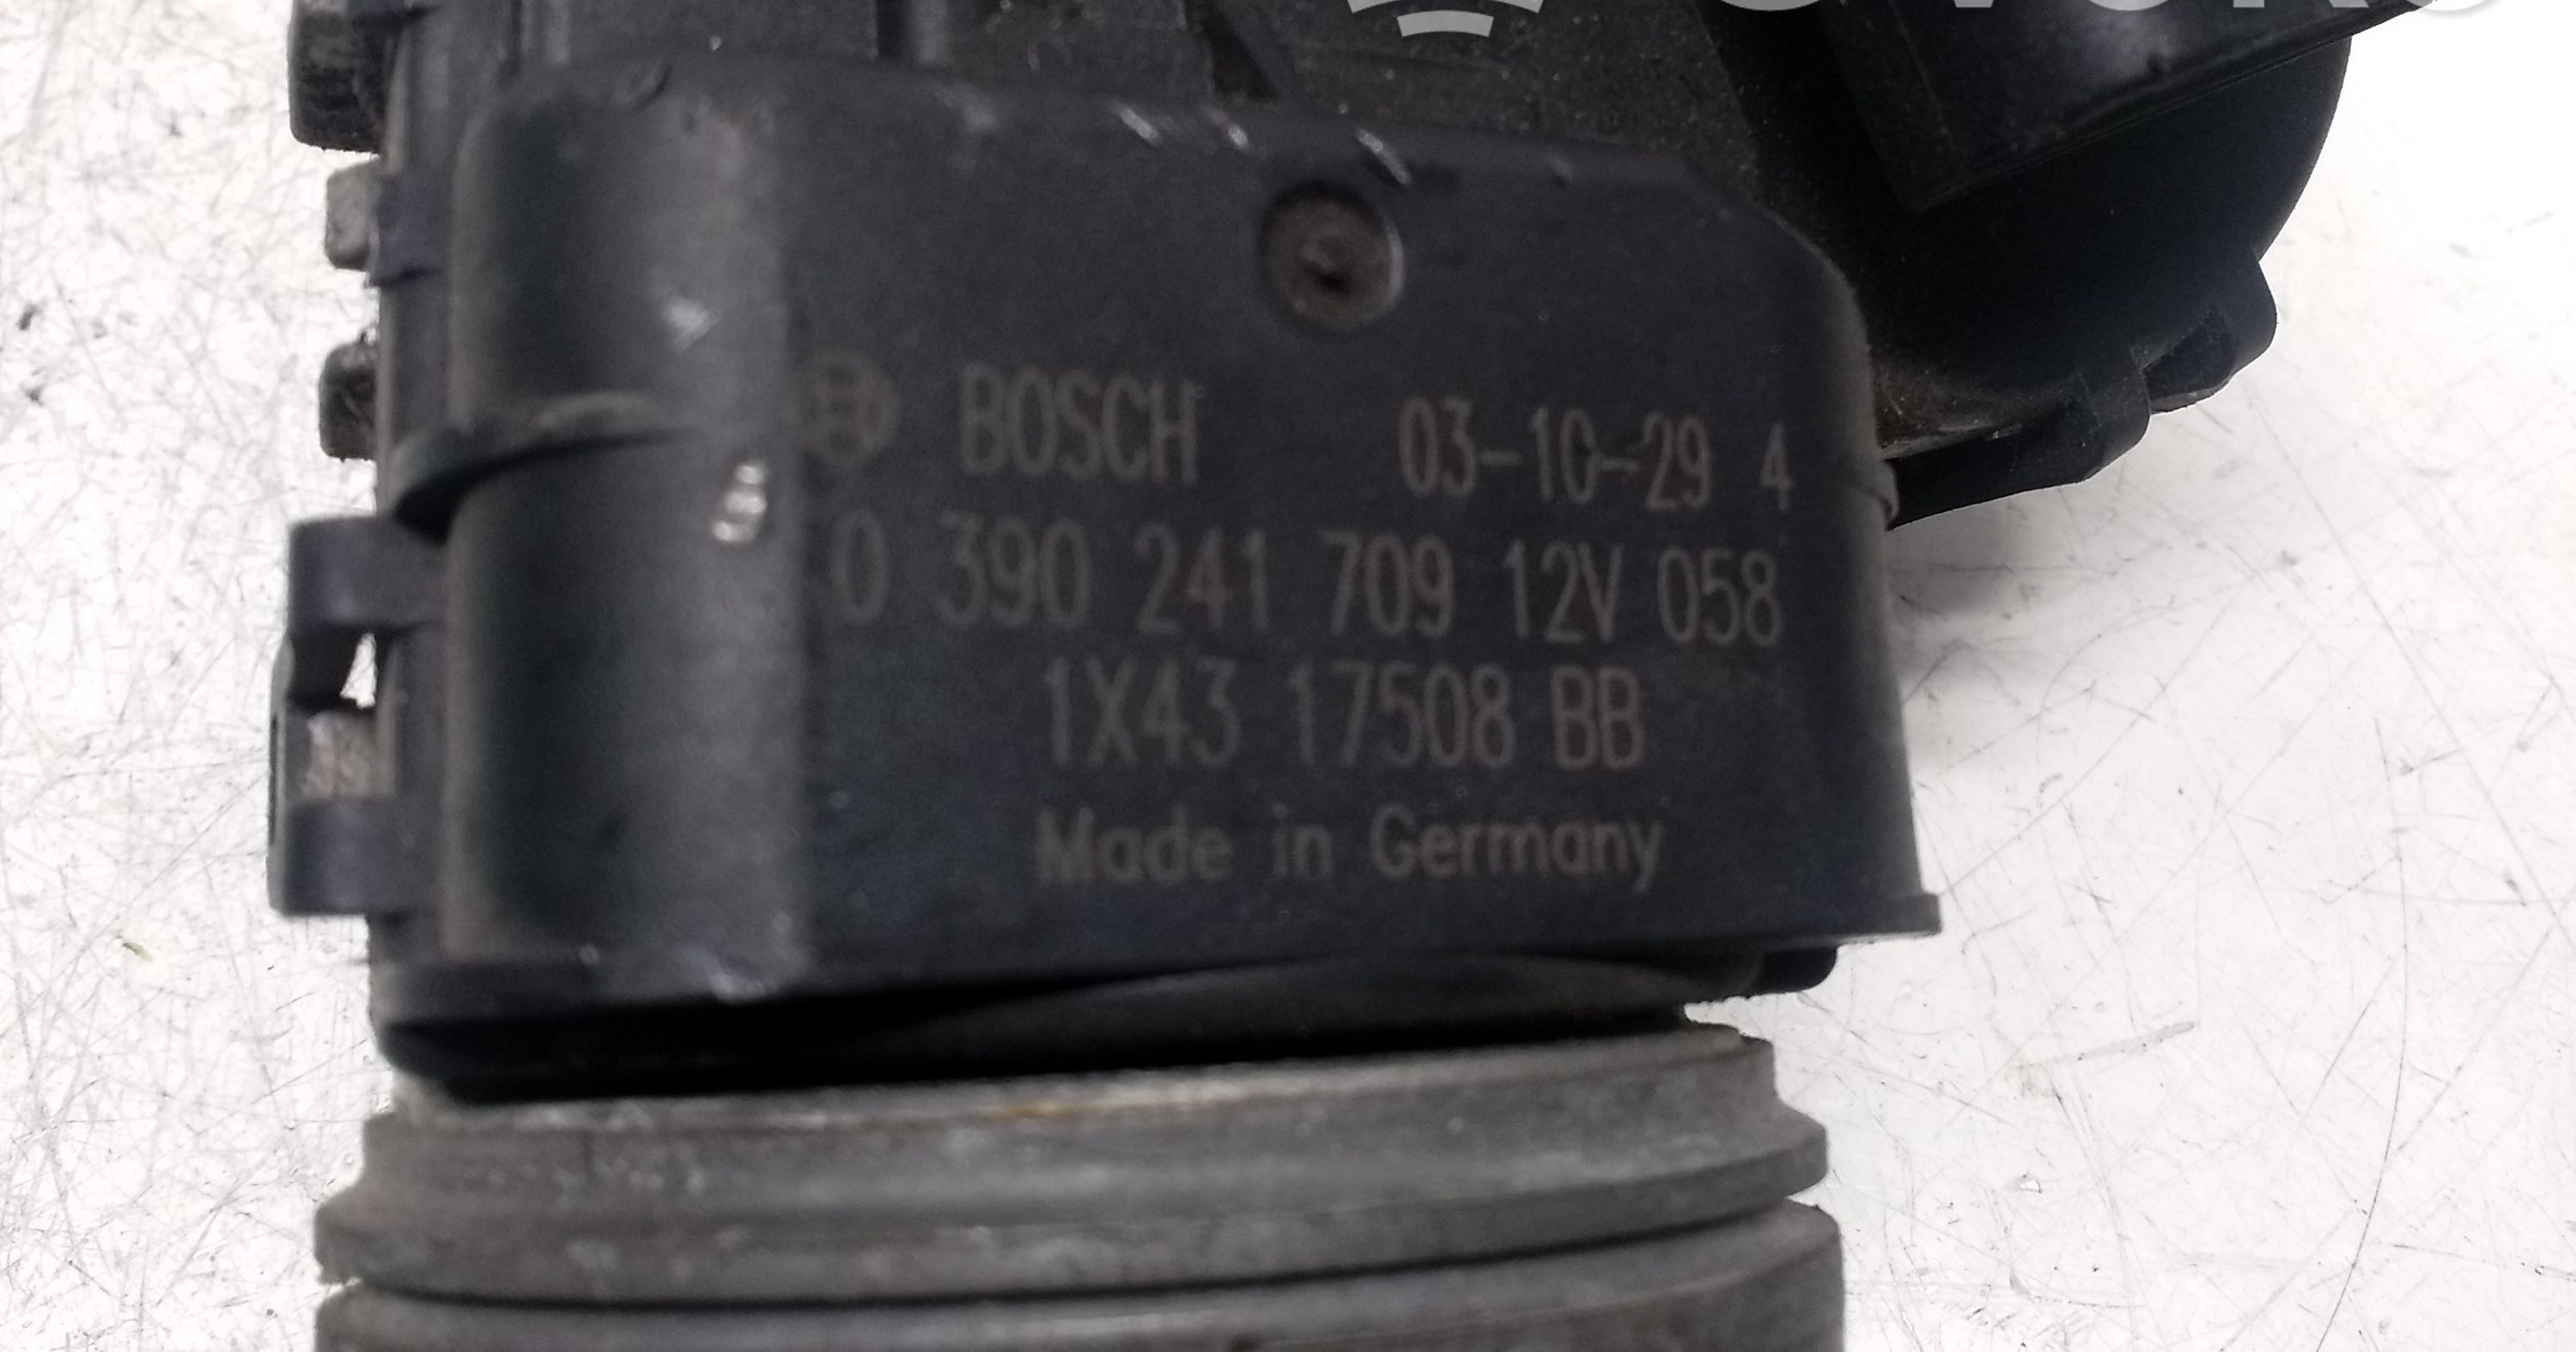 BOSCH 03-10-29 4
0 390 241 709 12V 058
1X43 17508 BB
Made in Germany